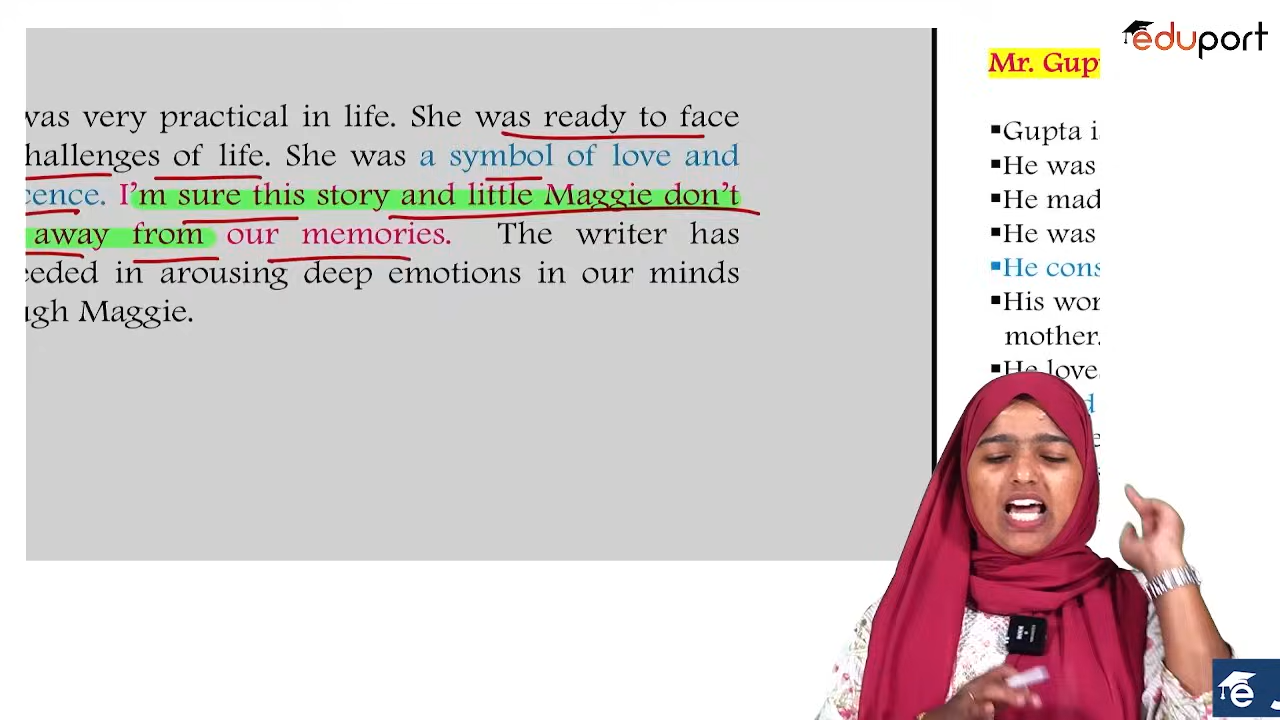 eduport
was very practical in life. She was ready to face
hallenges of life. She was a symbol of love and
cence. I'm sure this story and little Maggie don't
away from our memories. The writer has
eeded in arousing deep emotions in our minds
ugh Maggie.
Mr. Gup
Gupta i
He was
He mad
He was
He cons
His wor
mother.
He love
e